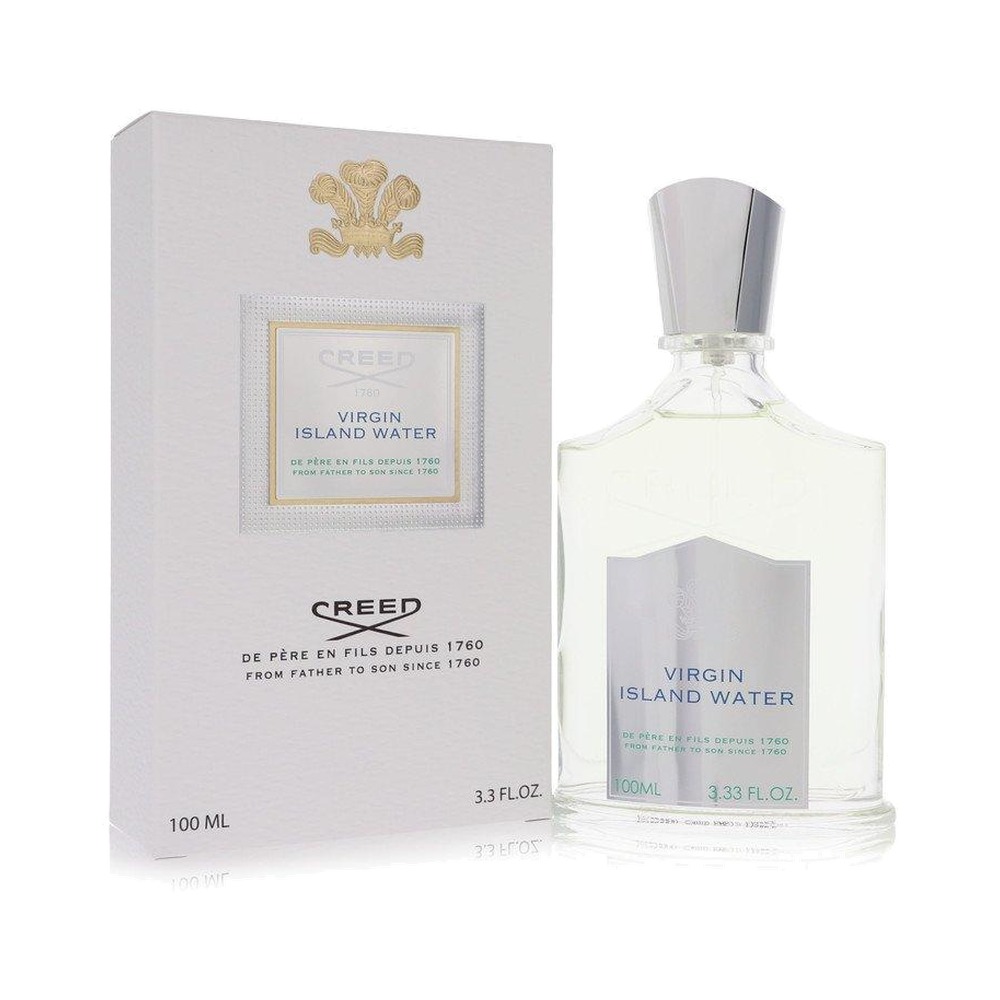 CREED
1760
VIRGIN
ISLAND WATER
DE PÈRE EN FILS DEPUIS 1760
FROM FATHER TO SON SINCE 1760
CREED
DE PÈRE EN FILS DEPUIS 1760
FROM FATHER TO SON SINCE 1760
100 ML
3.3 FL.OZ.
CREED
VIRGIN
ISLAND WATER
DE PÈRE EN FILS DEPUIS 1760
FROM FATHER TO SON SINCE 1760
100ML 3.33 FL.OZ.